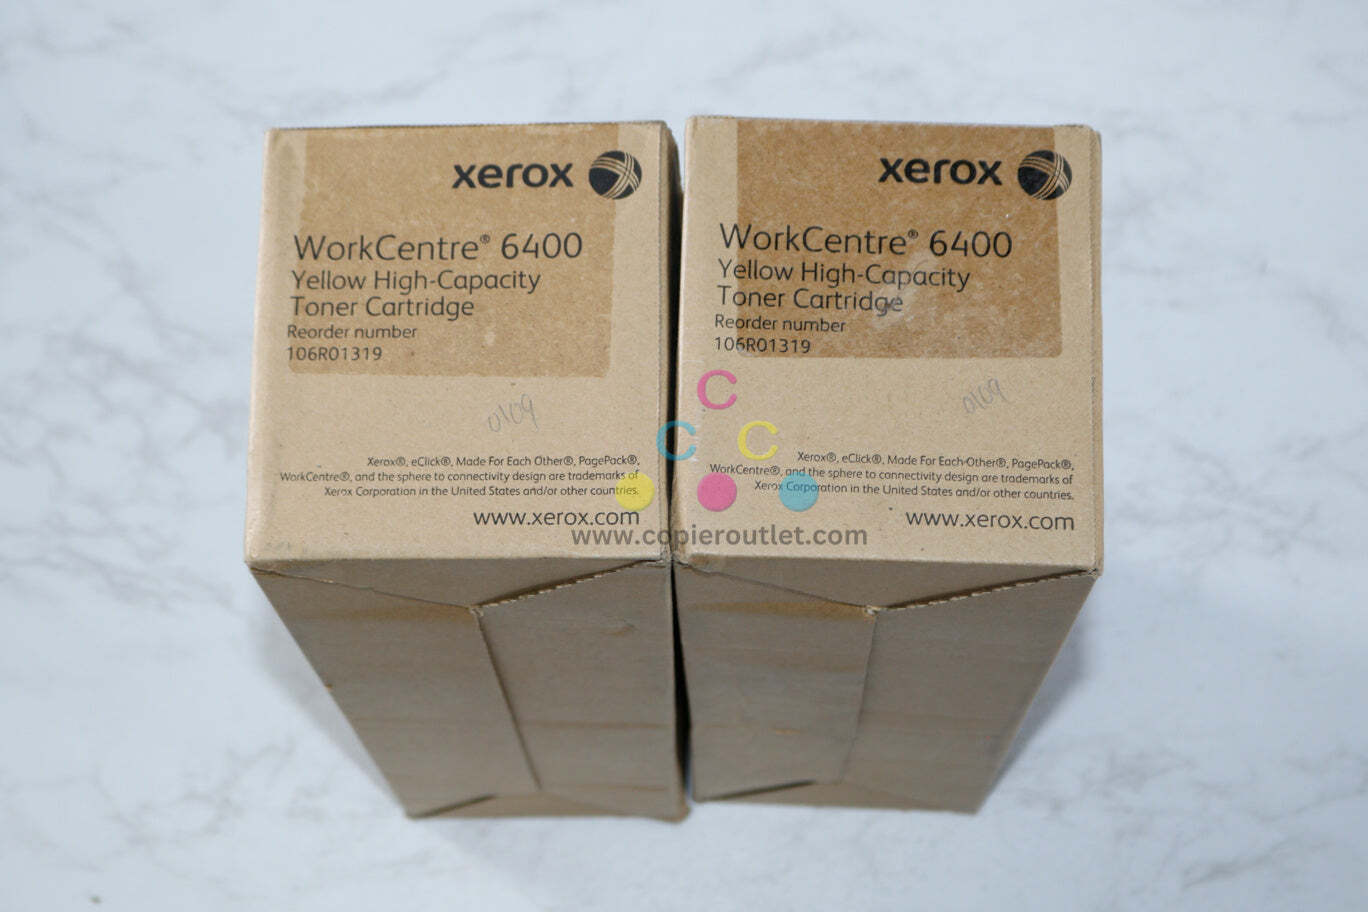 xerox
WorkCentre® 6400
Yellow High-Capacity
Toner Cartridge
Reorder number
106R01319
0109
Xerox®, eClick®, Made For Each Other®, PagePack®,
WorkCentre®, and the sphere to connectivity design are trademarks of
Xerox Corporation in the United States and/or other countries.
www.xerox.com
xerox
WorkCentre® 6400
Yellow High-Capacity
Toner Cartridge
Reorder number
106R01319
0109
Xerox®, eClick®, Made For Each Other®, PagePack®,
WorkCentre®, and the sphere to connectivity design are trademarks of
Xerox Corporation in the United States and/or other countries.
www.xerox.com
C
C C
www.copieroutlet.com